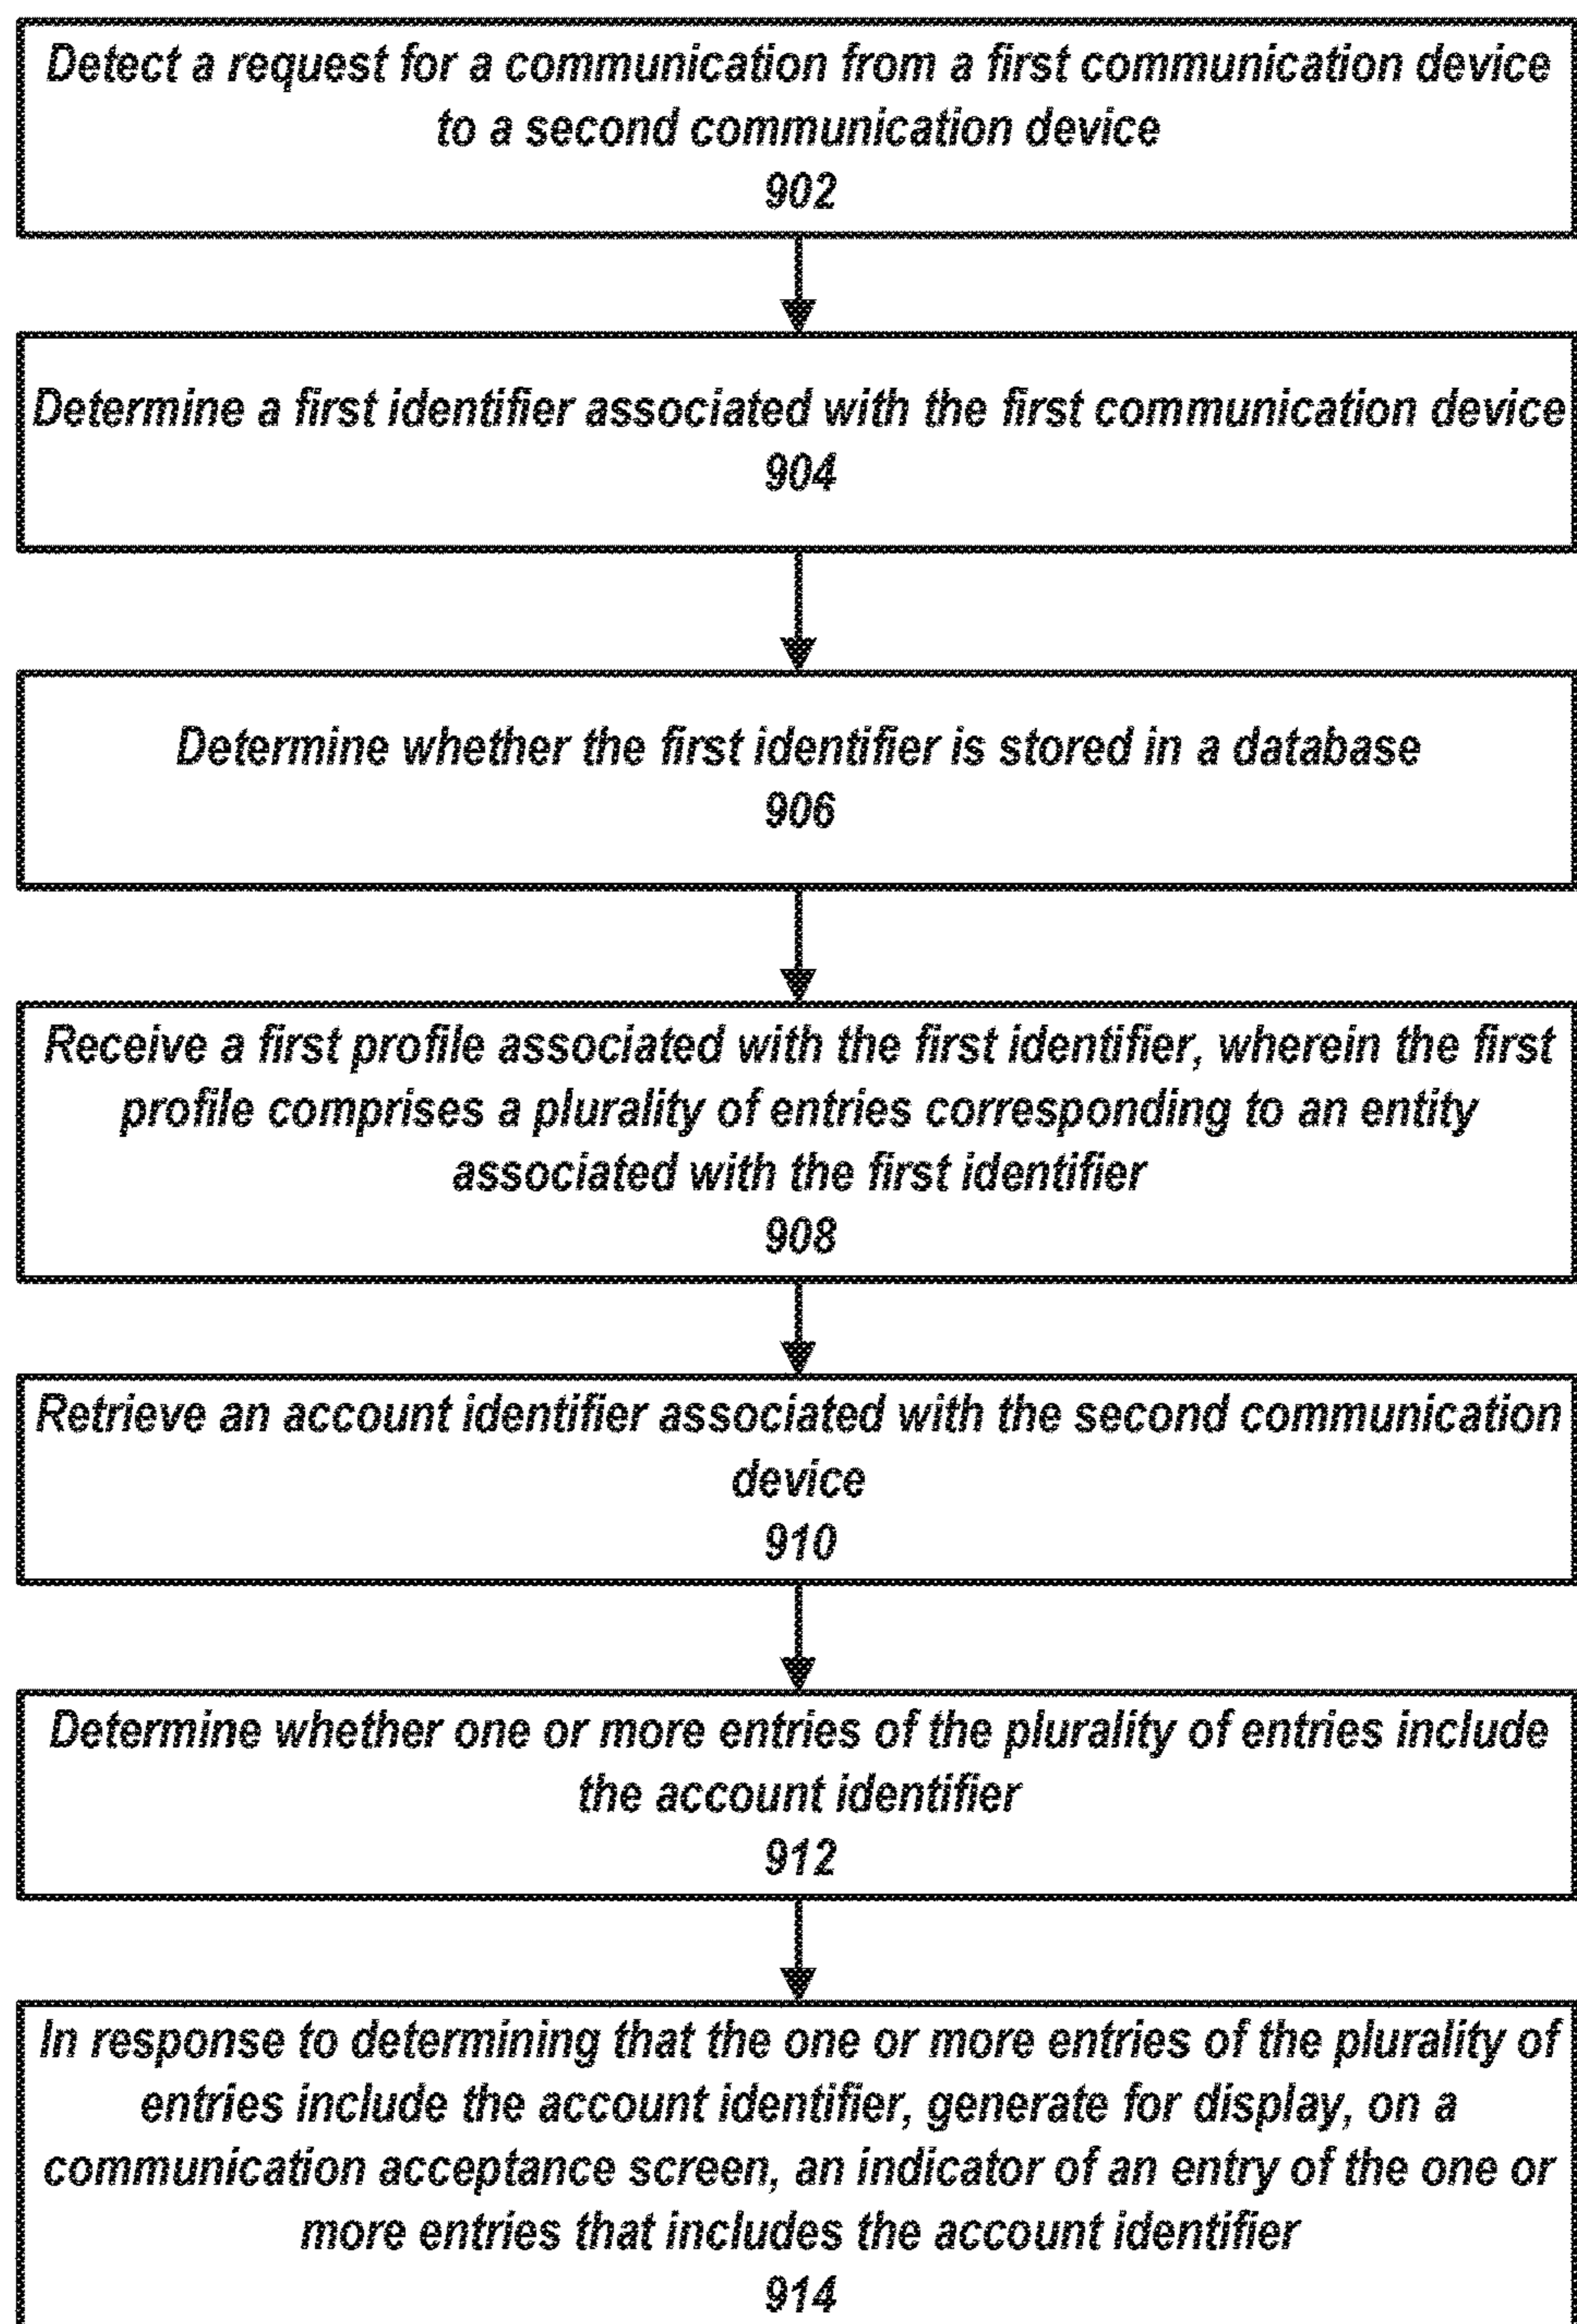 Detect a request for a communication from a first communication device
to a second communication device
902
Determine a first identifier associated with the first communication device
904
Determine whether the first identifier is stored in a database
906
Receive a first profile associated with the first identifier, wherein the first
profile comprises a plurality of entries corresponding to an entity
associated with the first identifier
908
Retrieve an account identifier associated with the second communication
device
910
Determine whether one or more entries of the plurality of entries include
the account identifier
912
In response to determining that the one or more entries of the plurality of
entries include the account identifier, generate for display, on a
communication acceptance screen, an indicator of an entry of the one or
more entries that includes the account identifier
914